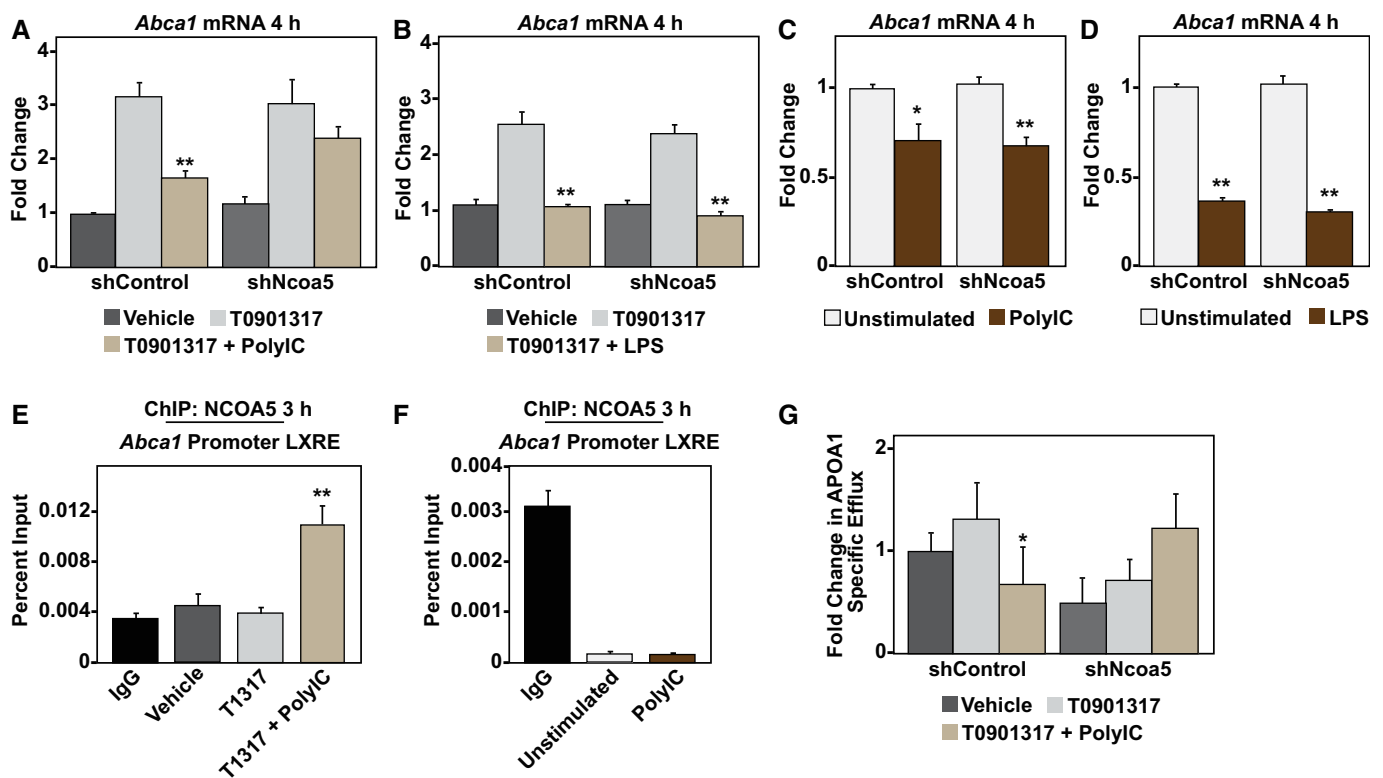 A
Abca1 mRNA 4 h
Fold Change
4
3
2
1
0
**
shControl
shNcoa5
Vehicle
T0901317
T0901317 + PolyIC
B
Abca1 mRNA 4 h
Fold Change
4
3
2
1
0
**
**
shControl
shNcoa5
Vehicle
T0901317
T0901317 + LPS
C
Abca1 mRNA 4 h
Fold Change
1
0.5
0
*
**
shControl
shNcoa5
Unstimulated
PolyIC
D
Abca1 mRNA 4 h
Fold Change
1
0.5
0
**
**
shControl
shNcoa5
Unstimulated
LPS
E
ChIP: NCOA5 3 h
Abca1 Promoter LXRE
Percent Input
0.012
0.008
0.004
0
**
IgG
Vehicle
T1317
T1317 + PolyIC
F
ChIP: NCOA5 3 h
Abca1 Promoter LXRE
Percent Input
0.004
0.003
0.002
0.001
0
IgG
Unstimulated
PolyIC
G
Fold Change in APOA1
Specific Efflux
2
1
0
*
shControl
shNcoa5
Vehicle
T0901317
T0901317 + PolyIC